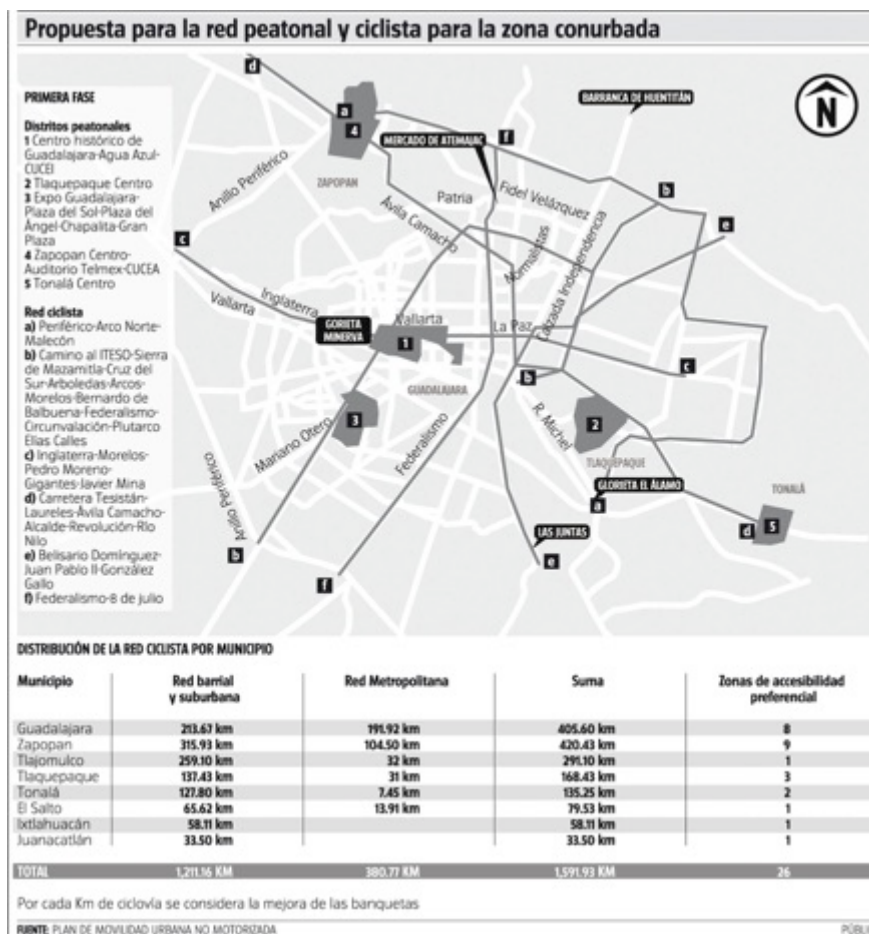 Propuesta para la red peatonal y ciclista para la zona conurbada
PRIMERA FASE
Distritos peatonales
1 Centro histórico de
Guadalajara-Agua Azul-
CUCEI
2 Tlaquepaque Centro
3 Expo Guadalajara-
Plaza del Sol-Plaza del
Ángel-Chapalita-Gran
Plaza
4 Zapopan Centro-
Auditorio Telmex-CUCEA
5 Tonalá Centro
Red ciclista
a) Periférico-Arco Norte-
Malecón
b) Camino al ITESO-Sierra
de Mazamitla-Cruz del
Sur-Arboledas-Arcos-
Morelos-Bernardo de
Balbuena-Federalismo-
Circunvalación-Plutarco
Elías Calles
c) Inglaterra-Morelos-
Pedro Moreno-
Gigantes-Javier Mina
d) Carretera Tesistán-
Laureles-Ávila Camacho-
Alcalde-Revolución-Río
Nilo
e) Belisario Domínguez-
Juan Pablo II-González
Gallo
f) Federalismo-8 de julio
d
a
4
ZAPOPAN
MERCADO DE ATEMAJAC
f
BARRANCA DE HUENTITÁN
N
Anillo Periférico
Ávila Camacho
Patria
Fidel Velázquez
Normalistas
Calzada Independencia
b
e
c
Vallarta
Inglaterra
GORIETA
MINERVA
Vallarta
1
La Paz
GUADALAJARA
b
c
3
Mariano Otero
Federalismo
R. Michel
2
TLAQUEPAQUE
GLORIETA EL ÁLAMO
a
TONALÁ
d
5
Anillo Periférico
b
f
LAS JUNTAS
e
DISTRIBUCIÓN DE LA RED CICLISTA POR MUNICIPIO
Municipio Red barrial y suburbana Red Metropolitana Suma Zonas de accesibilidad preferencial
Guadalajara 213.67 km 191.92 km 405.60 km 8
Zapopan 315.93 km 104.50 km 420.43 km 9
Tlajomulco 259.10 km 32 km 291.10 km 1
Tlaquepaque 137.43 km 31 km 168.43 km 3
Tonalá 127.80 km 7.45 km 135.25 km 2
El Salto 65.62 km 13.91 km 79.53 km 1
Ixtlahuacán 58.11 km 58.11 km 1
Juanacatlán 33.50 km 33.50 km 1
TOTAL 1,211.16 KM 380.77 KM 1,591.93 KM 26
Por cada Km de ciclovía se considera la mejora de las banquetas
FUENTE: PLAN DE MOVILIDAD URBANA NO MOTORIZADA
PÚBLI